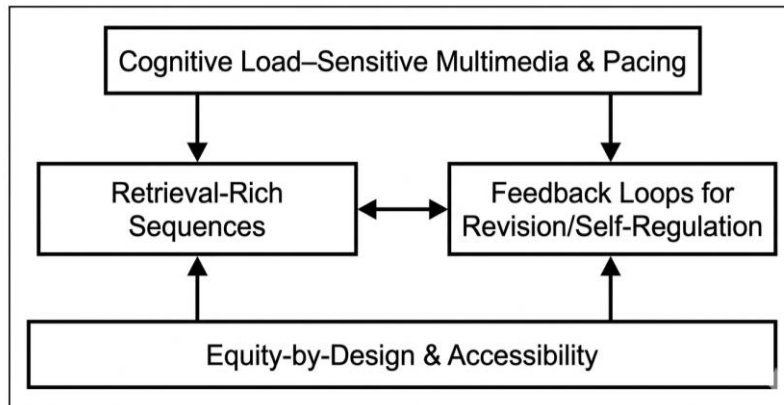 Cognitive Load–Sensitive Multimedia & Pacing
Retrieval-Rich
Sequences
Feedback Loops for
Revision/Self-Regulation
Equity-by-Design & Accessibility